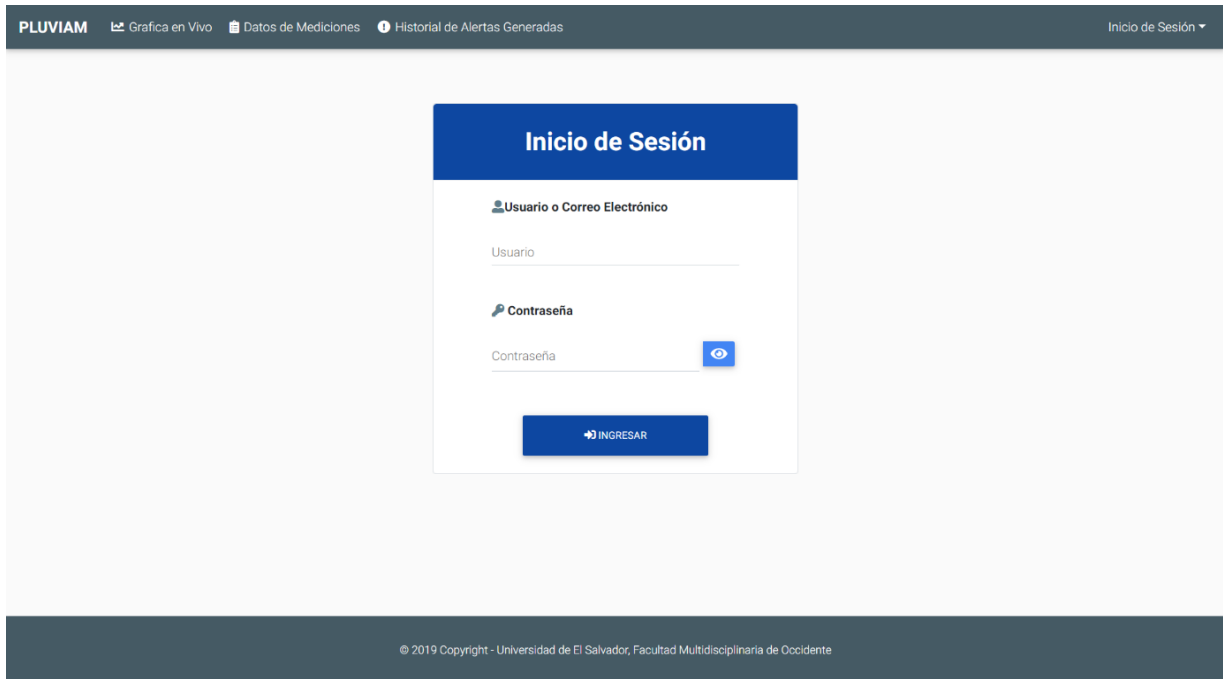 PLUVIAM Grafica en Vivo Datos de Mediciones Historial de Alertas Generadas Inicio de Sesión
Inicio de Sesión
Usuario o Correo Electrónico
Usuario
Contraseña
Contraseña
INGRESAR
© 2019 Copyright - Universidad de El Salvador, Facultad Multidisciplinaria de Occidente